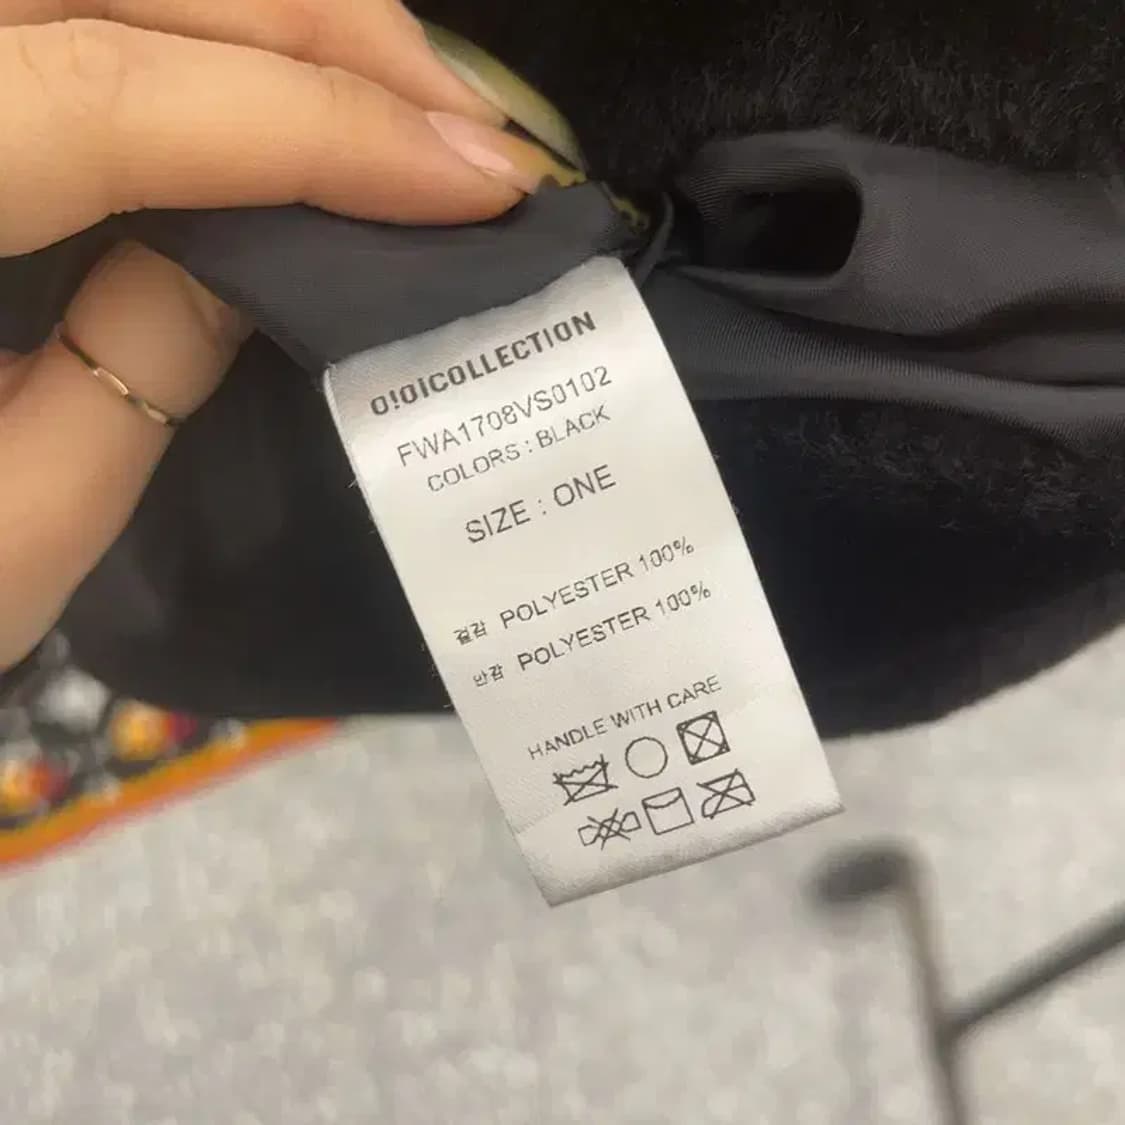 O!OICOLLECTION
FWA1708VS0102
COLORS : BLACK
SIZE : ONE
겉감 POLYESTER 100%
안감 POLYESTER 100%
HANDLE WITH CARE